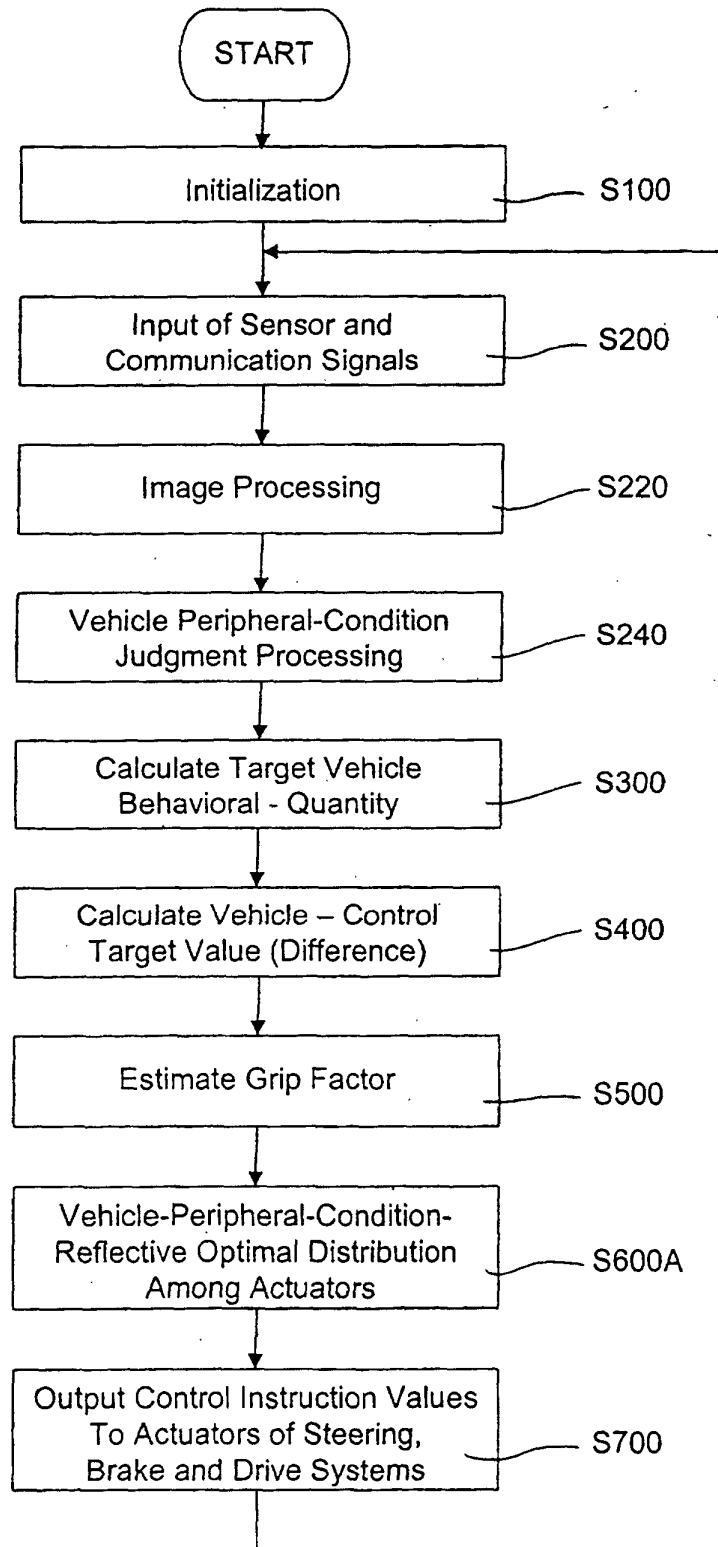 START
Initialization
S100
Input of Sensor and
Communication Signals
S200
Image Processing
S220
Vehicle Peripheral-Condition
Judgment Processing
S240
Calculate Target Vehicle
Behavioral - Quantity
S300
Calculate Vehicle – Control
Target Value (Difference)
S400
Estimate Grip Factor
S500
Vehicle-Peripheral-Condition-
Reflective Optimal Distribution
Among Actuators
S600A
Output Control Instruction Values
To Actuators of Steering,
Brake and Drive Systems
S700